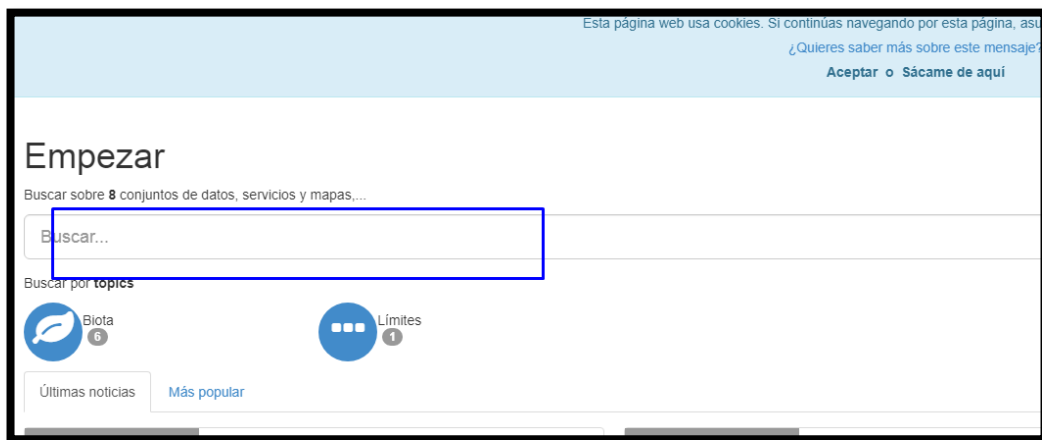 Esta página web usa cookies. Si continúas navegando por esta página, asu
¿Quieres saber más sobre este mensaje?
Aceptar o Sácame de aquí
Empezar
Buscar sobre 8 conjuntos de datos, servicios y mapas,...
Buscar...
Buscar por topics
Biota
6
Límites
1
Últimas noticias Más popular